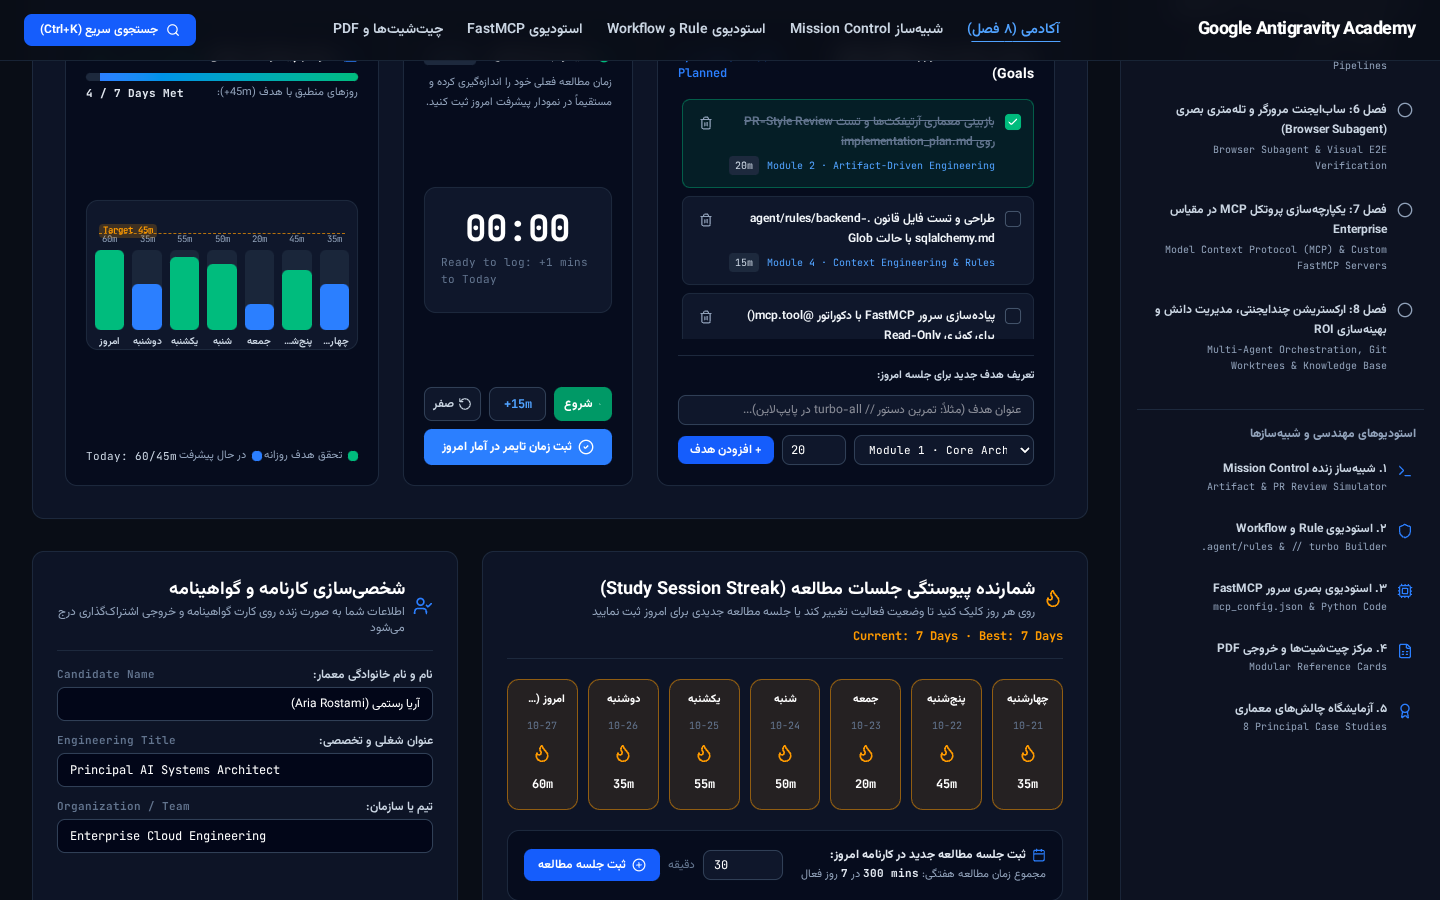 Google Antigravity Academy
آکادمی (۸ فصل)
شبیه‌ساز Mission Control
استودیوی Rule و Workflow
استودیوی FastMCP
چیت‌شیت‌ها و PDF
جستجوی سریع (Ctrl+K)
Pipelines
فصل 6: ساب‌ایجنت مرورگر و تله‌متری بصری
(Browser Subagent)
Browser Subagent & Visual E2E
Verification
فصل 7: یکپارچه‌سازی پروتکل MCP در مقیاس
Enterprise
Model Context Protocol (MCP) & Custom
FastMCP Servers
فصل 8: ارکستریشن چندایجنتی، مدیریت دانش و
بهینه‌سازی ROI
Multi-Agent Orchestration, Git
Worktrees & Knowledge Base
استودیوهای مهندسی و شبیه‌سازها
۱. شبیه‌ساز زنده Mission Control
Artifact & PR Review Simulator
۲. استودیوی Rule و Workflow
.agent/rules & // turbo Builder
۳. استودیوی بصری سرور FastMCP
mcp_config.json & Python Code
۴. مرکز چیت‌شیت‌ها و خروجی PDF
Modular Reference Cards
۵. آزمایشگاه چالش‌های معماری
8 Principal Case Studies
Goals)
Planned
بازبینی معماری آرتیفکت‌ها و تست PR-Style Review
روی implementation_plan.md
Module 2 · Artifact-Driven Engineering
20m
طراحی و تست فایل قانون .agent/rules/backend-
sqlalchemy.md با حالت Glob
Module 4 · Context Engineering & Rules
15m
پیاده‌سازی سرور FastMCP با دکوراتور @mcp.tool()
برای کوئری Read-Only
تعریف هدف جدید برای جلسه امروز:
عنوان هدف (مثلاً: تمرین دستور // turbo-all در پایپ‌لاین)...
Module 1 · Core Arch
20
+ افزودن هدف
زمان مطالعه فعلی خود را اندازه‌گیری کرده و
مستقیماً در نمودار پیشرفت امروز ثبت کنید.
00:00
Ready to log: +1 mins
to Today
شروع
+15m
صفر
ثبت زمان تایمر در آمار امروز
روزهای منطبق با هدف (45m+):
4 / 7 Days Met
Target 45m
35m
45m
20m
50m
55m
35m
60m
چهار...
پنج‌ش...
جمعه
شنبه
یکشنبه
دوشنبه
امروز
تحقق هدف روزانه
در حال پیشرفت
Today: 60/45m
شمارنده پیوستگی جلسات مطالعه (Study Session Streak)
روی هر روز کلیک کنید تا وضعیت فعالیت تغییر کند یا جلسه مطالعه جدیدی برای امروز ثبت نمایید
Current: 7 Days · Best: 7 Days
چهارشنبه
10-21
35m
پنج‌شنبه
10-22
45m
جمعه
10-23
20m
شنبه
10-24
50m
یکشنبه
10-25
55m
دوشنبه
10-26
35m
امروز (...
10-27
60m
ثبت جلسه مطالعه جدید در کارنامه امروز:
مجموع زمان مطالعه هفتگی: 300 mins در 7 روز فعال
30
دقیقه
ثبت جلسه مطالعه
شخصی‌سازی کارنامه و گواهینامه
اطلاعات شما به صورت زنده روی کارت گواهینامه و خروجی اشتراک‌گذاری درج
می‌شود
نام و نام خانوادگی معمار:
Candidate Name
آریا رستمی (Aria Rostami)
عنوان شغلی و تخصصی:
Engineering Title
Principal AI Systems Architect
تیم یا سازمان:
Organization / Team
Enterprise Cloud Engineering